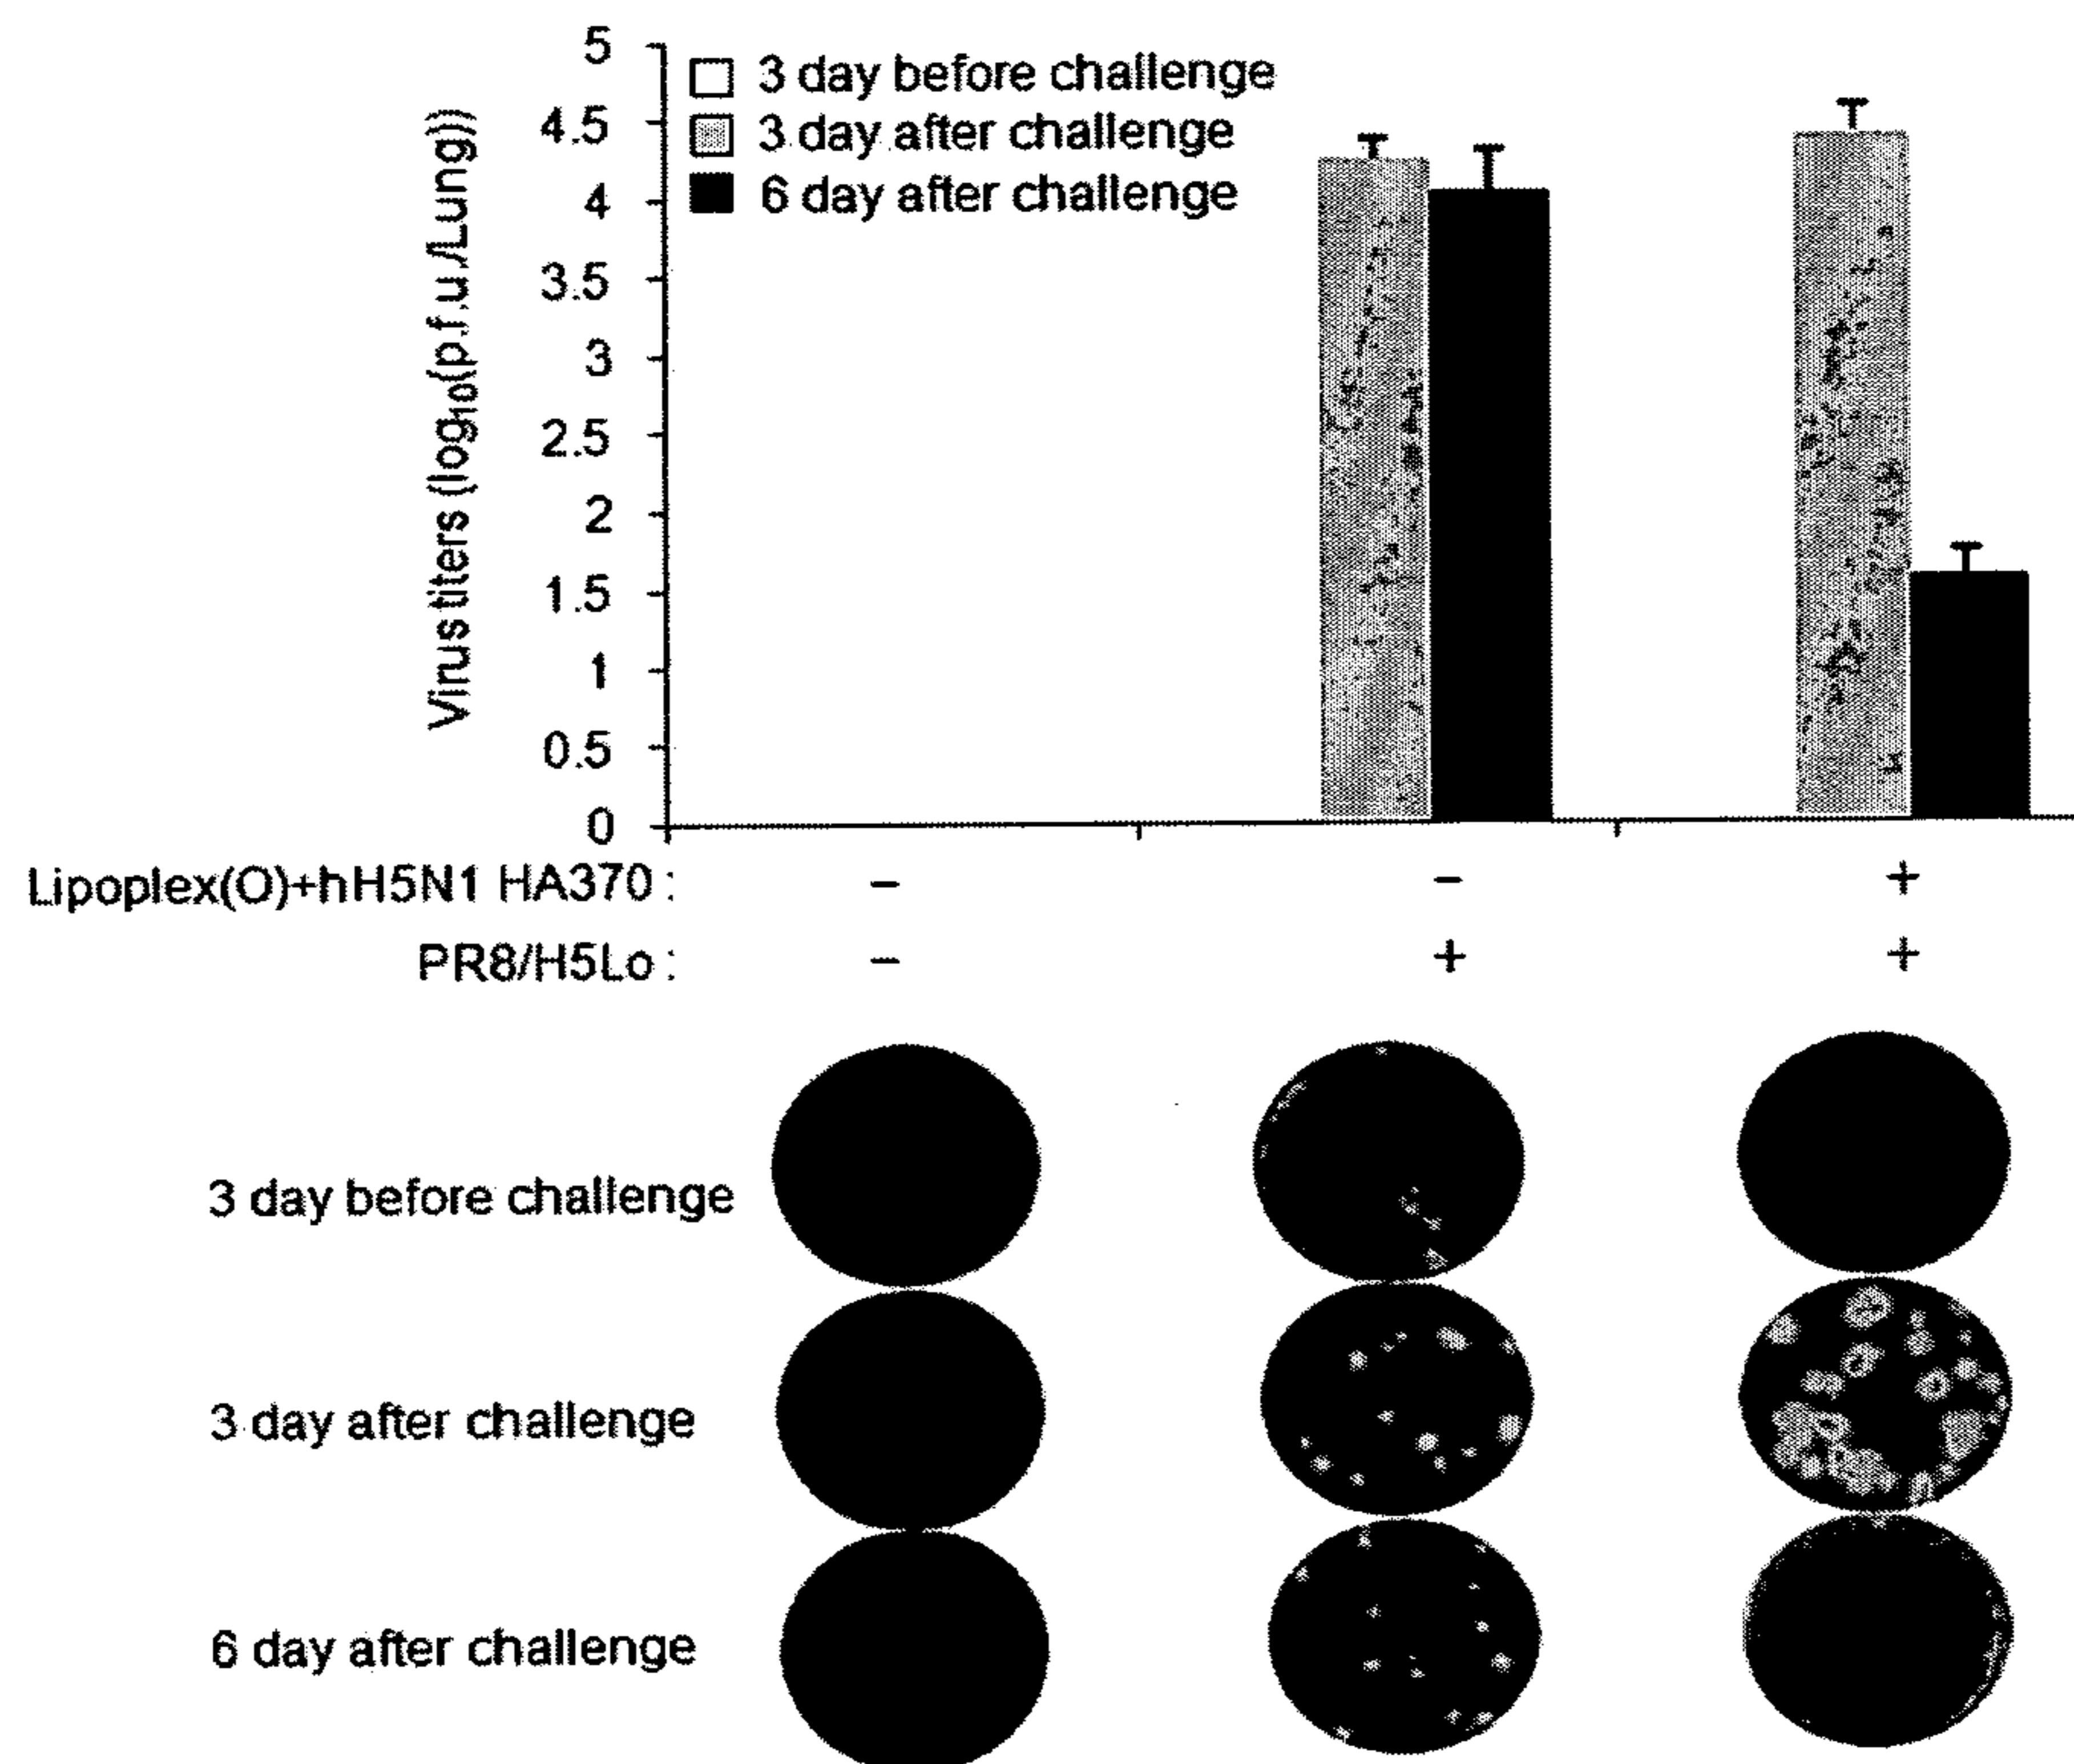 5
4.5
4
3.5
3
2.5
2
1.5
1
0.5
0
Virus titers (log10(p.f.u./Lung))
3 day before challenge
3 day after challenge
6 day after challenge
Lipoplex(O)+hH5N1 HA370 : − − +
PR8/H5Lo : − + +
3 day before challenge
3 day after challenge
6 day after challenge